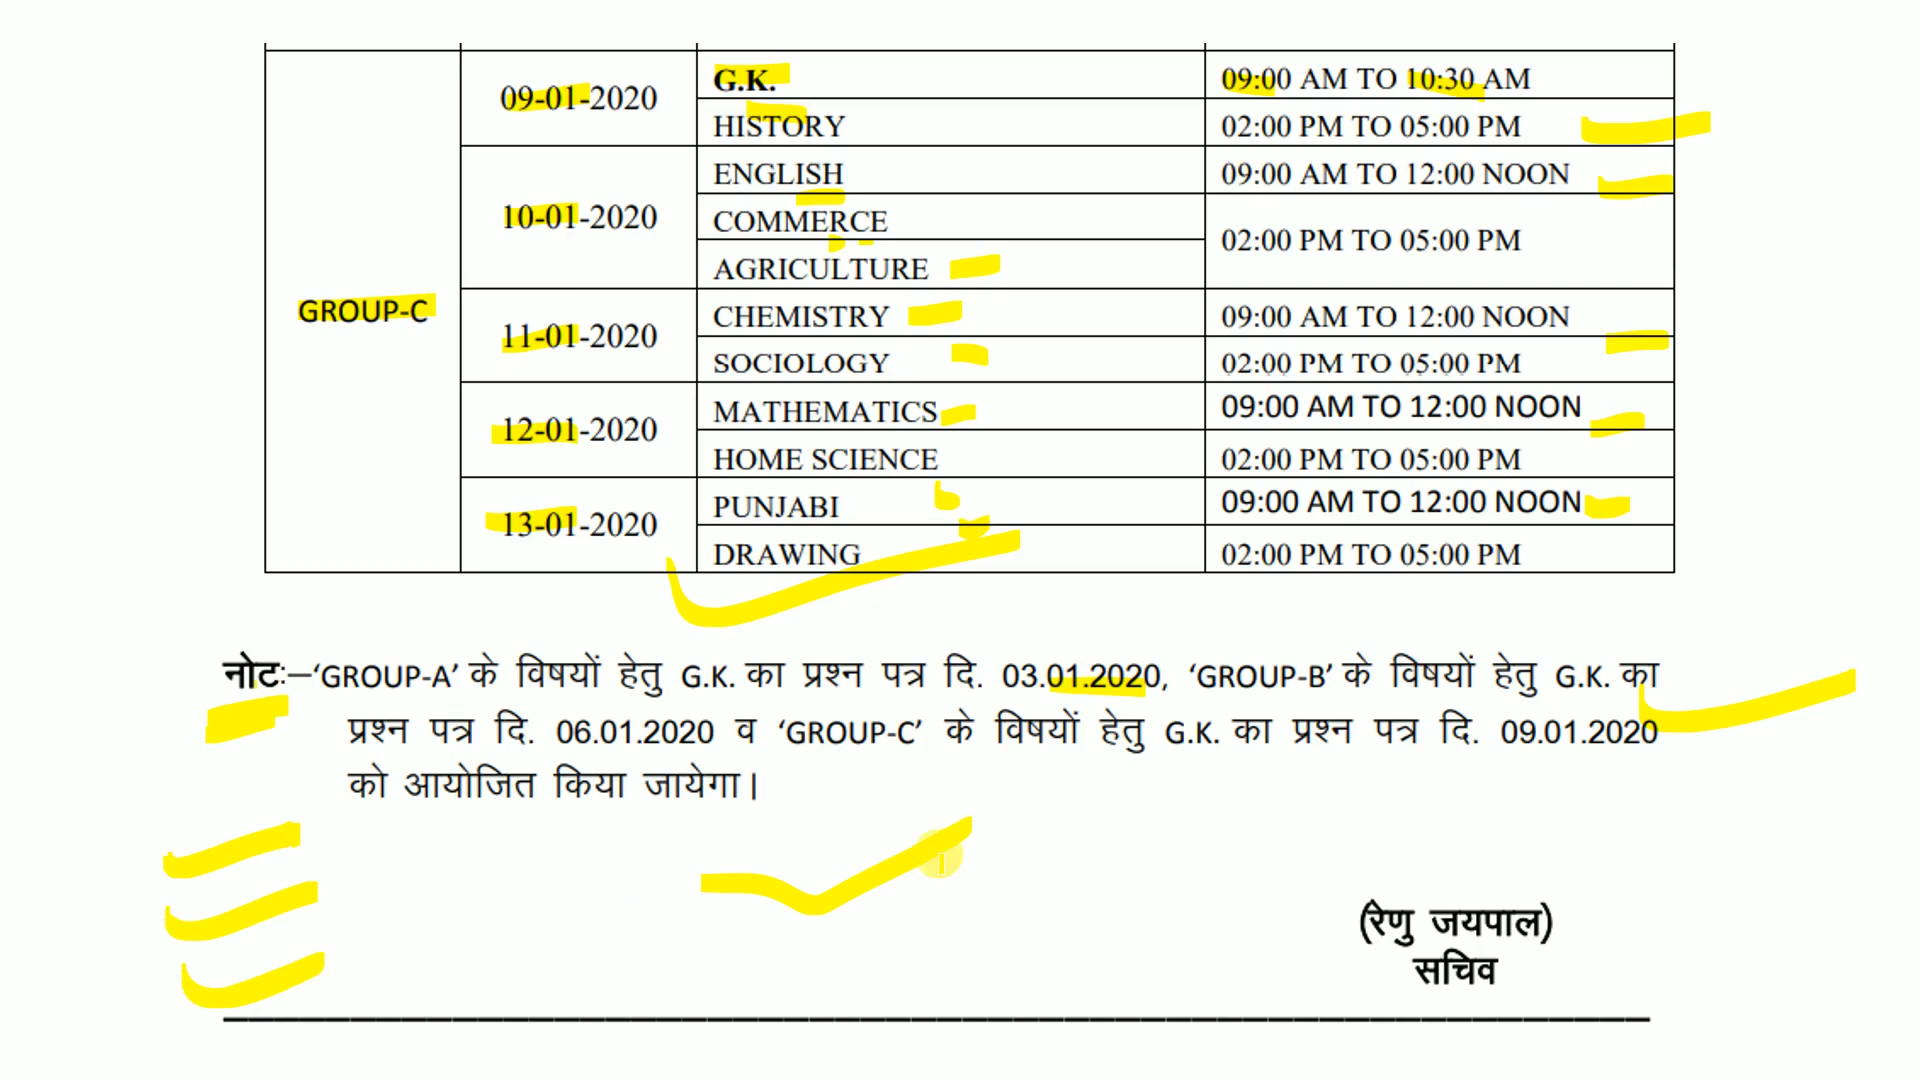 GROUP-C
09-01-2020
G.K.
09:00 AM TO 10:30 AM
HISTORY
02:00 PM TO 05:00 PM
10-01-2020
ENGLISH
09:00 AM TO 12:00 NOON
COMMERCE
AGRICULTURE
02:00 PM TO 05:00 PM
11-01-2020
CHEMISTRY
09:00 AM TO 12:00 NOON
SOCIOLOGY
02:00 PM TO 05:00 PM
12-01-2020
MATHEMATICS
09:00 AM TO 12:00 NOON
HOME SCIENCE
02:00 PM TO 05:00 PM
13-01-2020
PUNJABI
09:00 AM TO 12:00 NOON
DRAWING
02:00 PM TO 05:00 PM
नोटः–‘GROUP-A’ के विषयों हेतु G.K. का प्रश्न पत्र दि. 03.01.2020, ‘GROUP-B’ के विषयों हेतु G.K. का
प्रश्न पत्र दि. 06.01.2020 व ‘GROUP-C’ के विषयों हेतु G.K. का प्रश्न पत्र दि. 09.01.2020
को आयोजित किया जायेगा।
(रेणु जयपाल)
सचिव